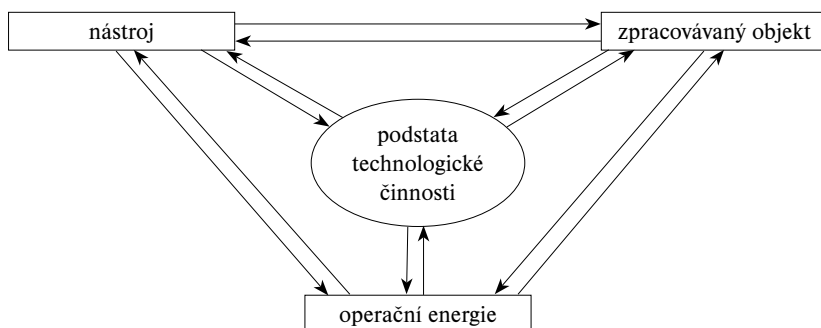 nástroj
zpracovávaný objekt
podstata
technologické
činnosti
operační energie